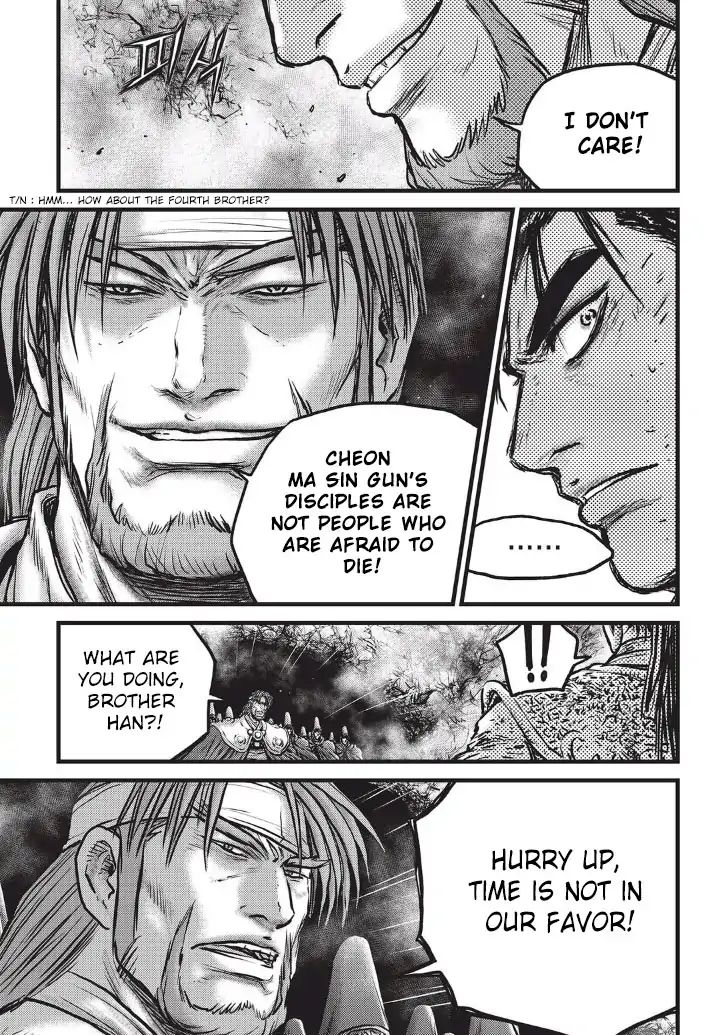 피식
I DON'T
CARE!
T/N : HMM... HOW ABOUT THE FOURTH BROTHER?
......
CHEON
MA SIN GUN'S
DISCIPLES ARE
NOT PEOPLE WHO
ARE AFRAID TO
DIE!
!!
WHAT ARE
YOU DOING,
BROTHER
HAN?!
HURRY UP,
TIME IS NOT IN
OUR FAVOR!